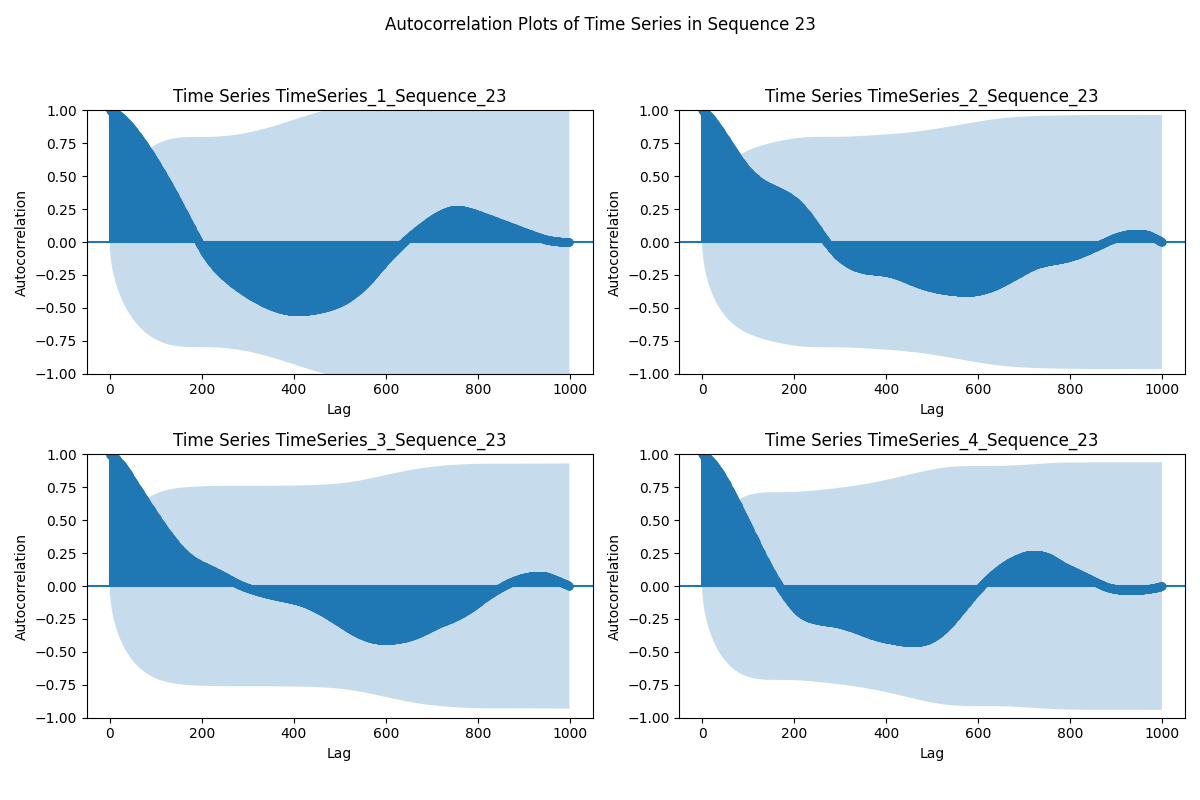 Autocorrelation Plots of Time Series in Sequence 23
Time Series TimeSeries_1_Sequence_23
1.00
0.75
0.50
0.25
0.00
−0.25
−0.50
−0.75
−1.00
Autocorrelation
0 200 400 600 800 1000
Lag
Time Series TimeSeries_2_Sequence_23
1.00
0.75
0.50
0.25
0.00
−0.25
−0.50
−0.75
−1.00
Autocorrelation
0 200 400 600 800 1000
Lag
Time Series TimeSeries_3_Sequence_23
1.00
0.75
0.50
0.25
0.00
−0.25
−0.50
−0.75
−1.00
Autocorrelation
0 200 400 600 800 1000
Lag
Time Series TimeSeries_4_Sequence_23
1.00
0.75
0.50
0.25
0.00
−0.25
−0.50
−0.75
−1.00
Autocorrelation
0 200 400 600 800 1000
Lag